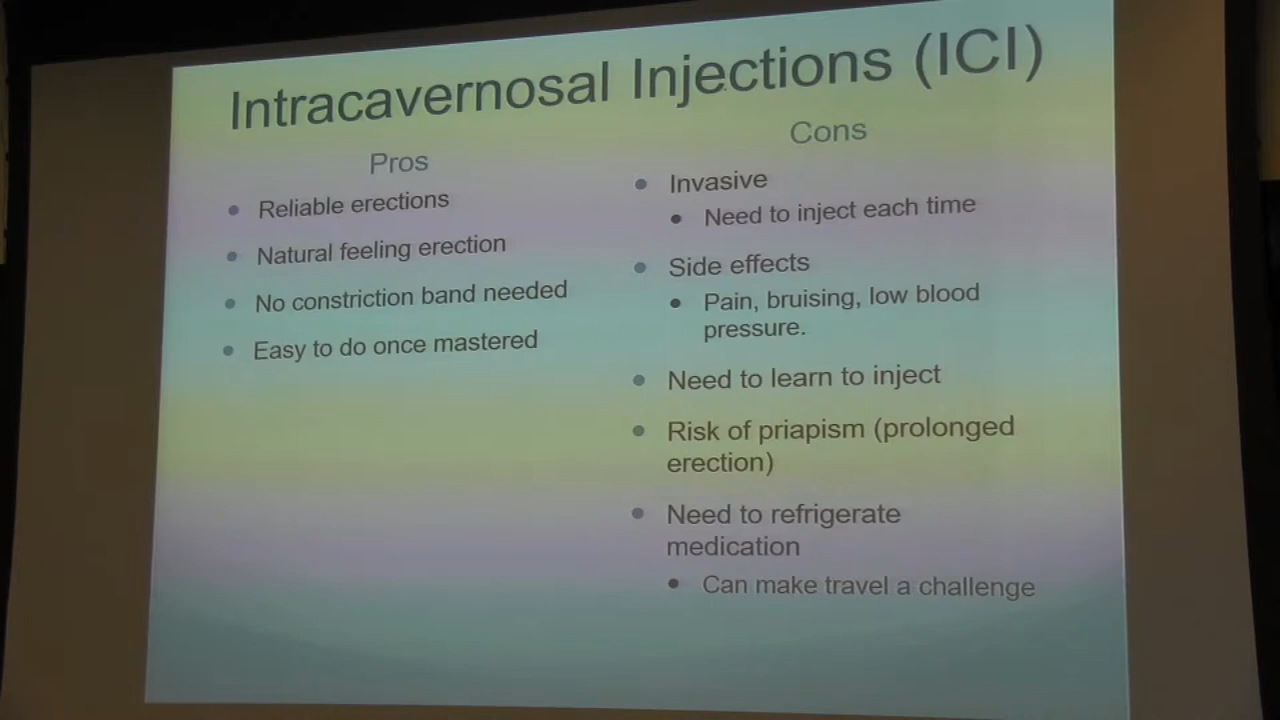 Intracavernosal Injections (ICI)
Pros
Reliable erections
Natural feeling erection
No constriction band needed
Easy to do once mastered
Cons
Invasive
Need to inject each time
Side effects
Pain, bruising, low blood
pressure.
Need to learn to inject
Risk of priapism (prolonged
erection)
Need to refrigerate
medication
Can make travel a challenge